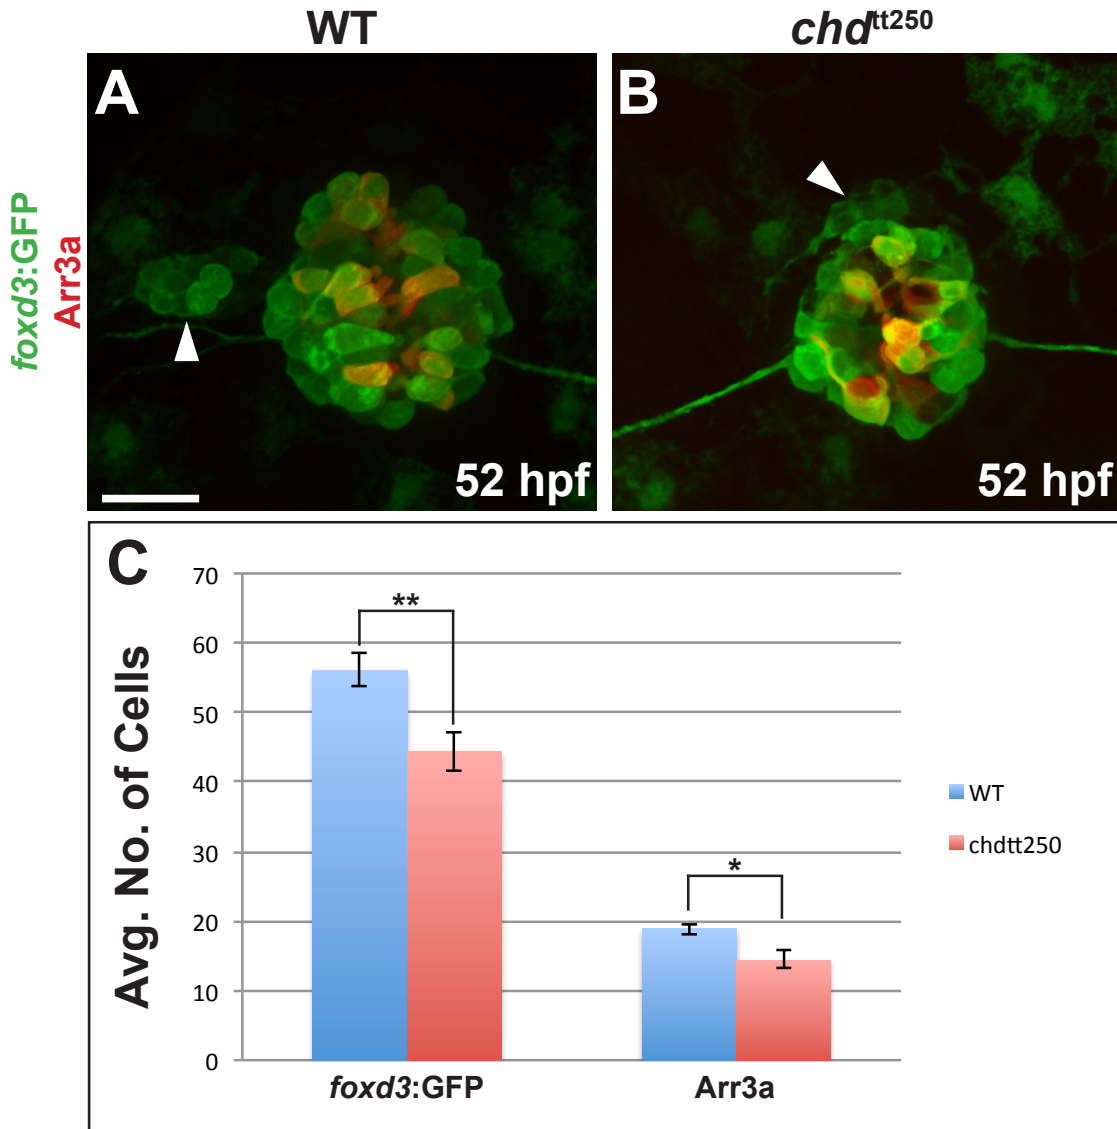 WT
chdtt250
A
B
foxd3:GFP
Arr3a
52 hpf
52 hpf
C
Avg. No. of Cells
70
60
50
40
30
20
10
0
**
*
foxd3:GFP
Arr3a
WT
chdtt250